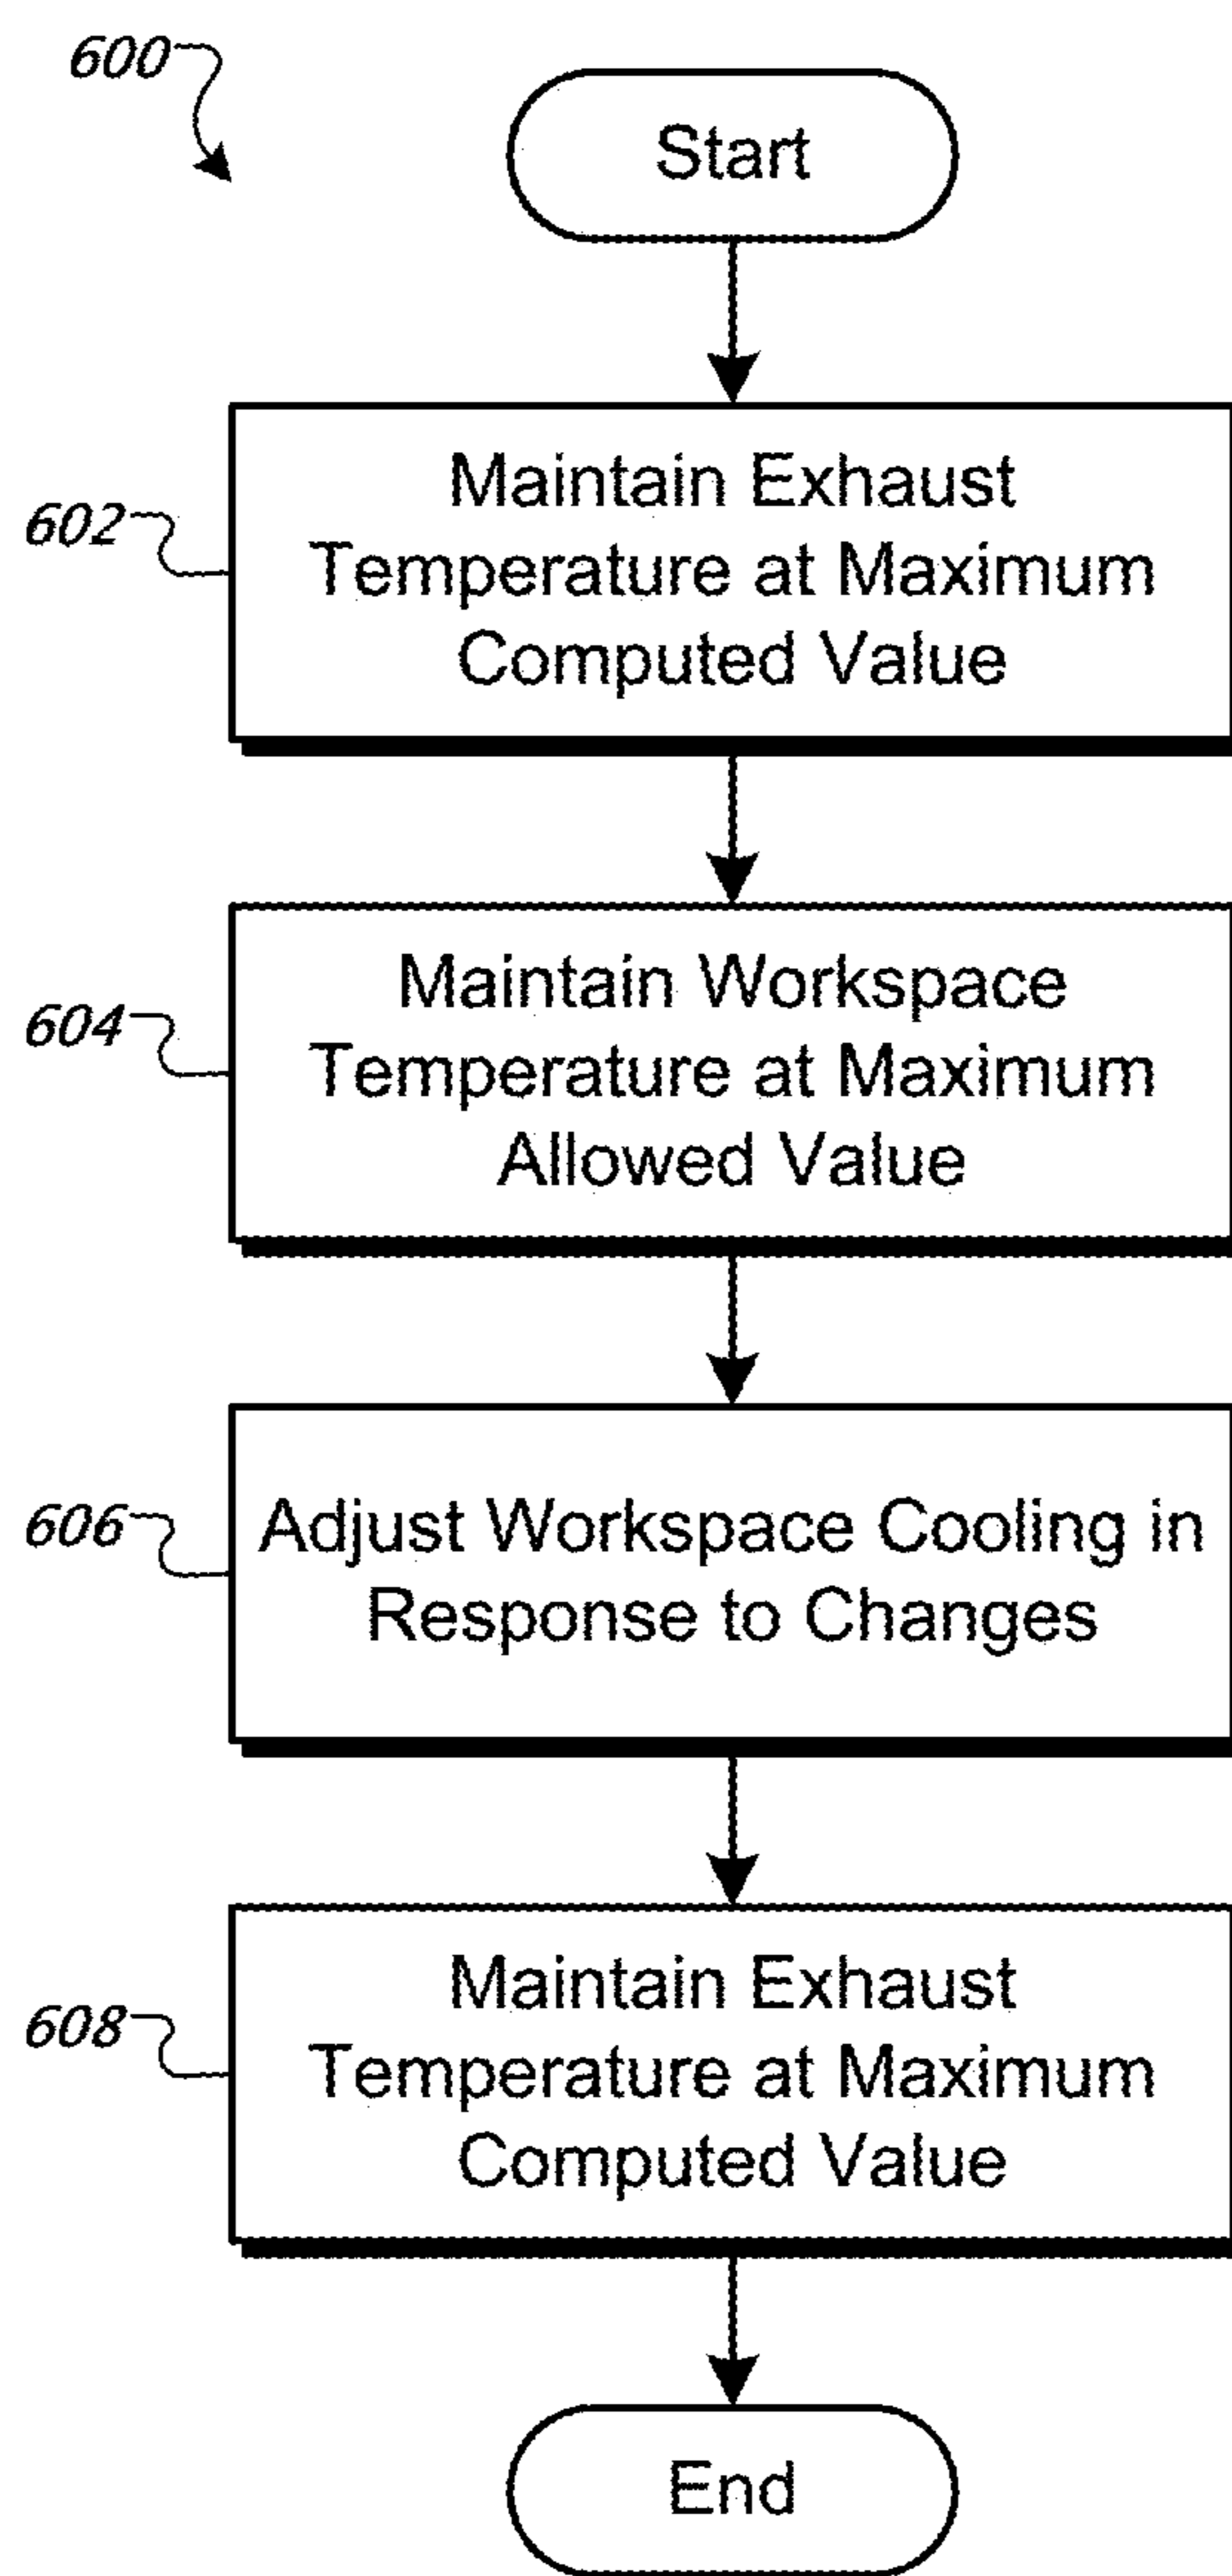 600
Start
602
Maintain Exhaust
Temperature at Maximum
Computed Value
604
Maintain Workspace
Temperature at Maximum
Allowed Value
606
Adjust Workspace Cooling in
Response to Changes
608
Maintain Exhaust
Temperature at Maximum
Computed Value
End